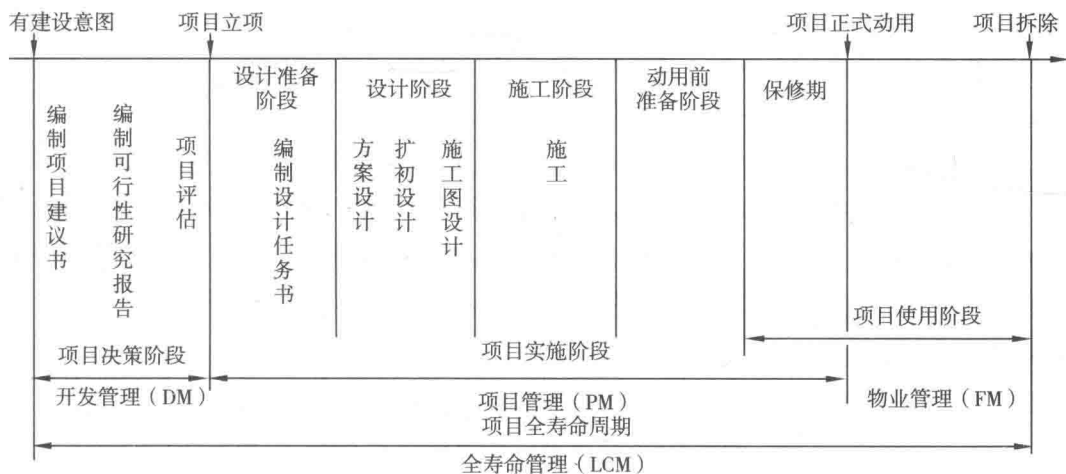 有建设意图
项目立项
项目正式动用
项目拆除
设计准备
阶段
设计阶段
施工阶段
动用前
准备阶段
保修期
编制项目建议书
编制可行性研究报告
项目评估
编制设计任务书
方案设计
扩初设计
施工图设计
施工
项目使用阶段
项目决策阶段
项目实施阶段
开发管理(DM)
项目管理(PM)
物业管理(FM)
项目全寿命周期
全寿命管理(LCM)